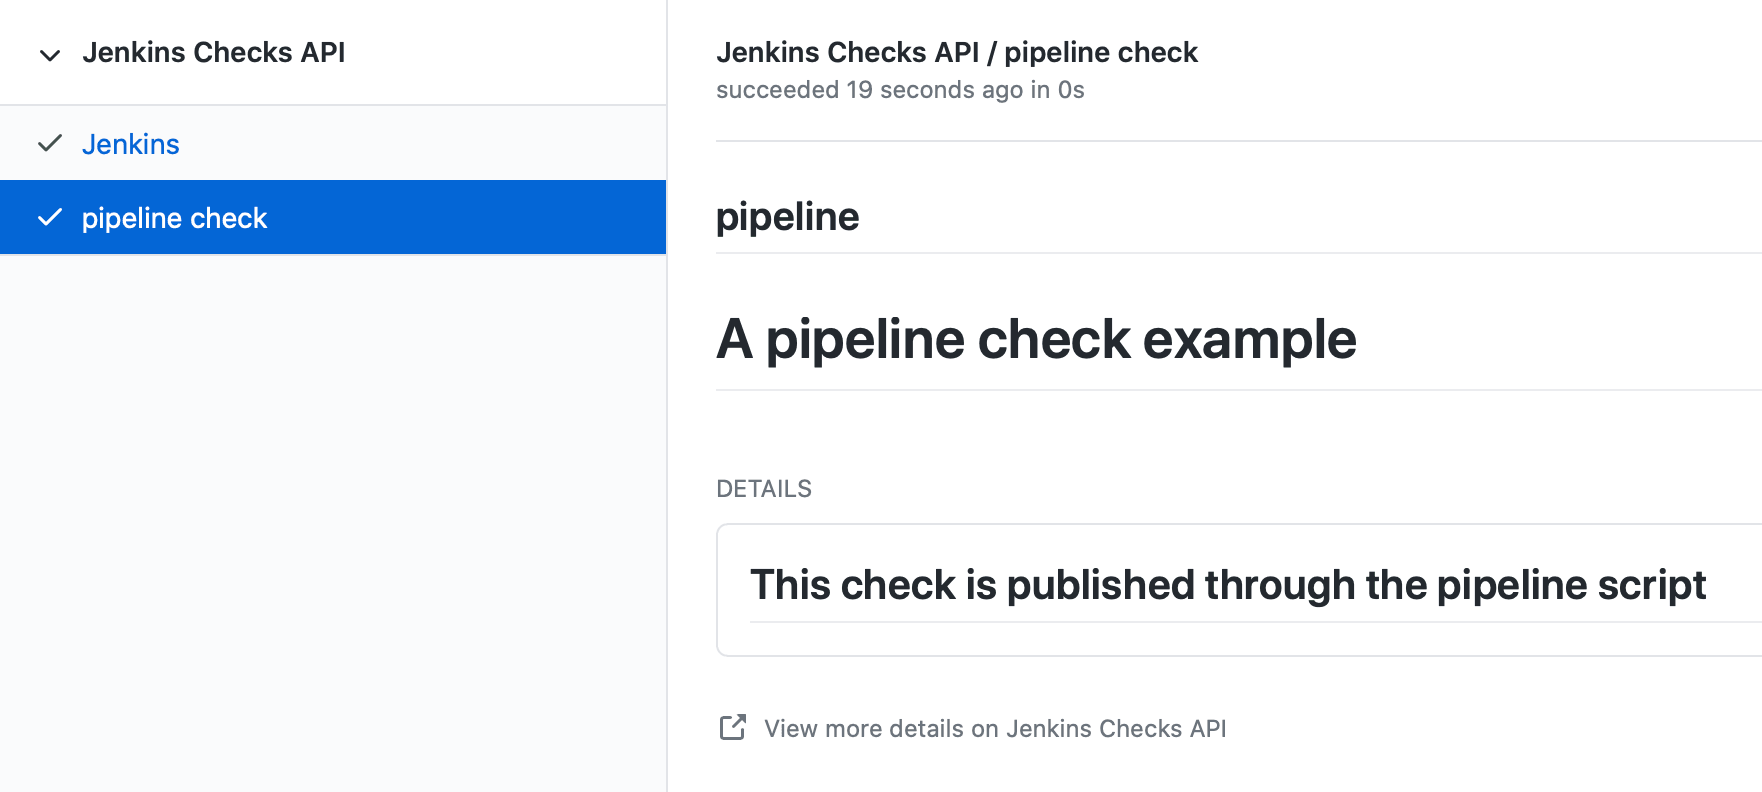 Jenkins Checks API
Jenkins
pipeline check
Jenkins Checks API / pipeline check
succeeded 19 seconds ago in 0s
pipeline
A pipeline check example
DETAILS
This check is published through the pipeline script
View more details on Jenkins Checks API